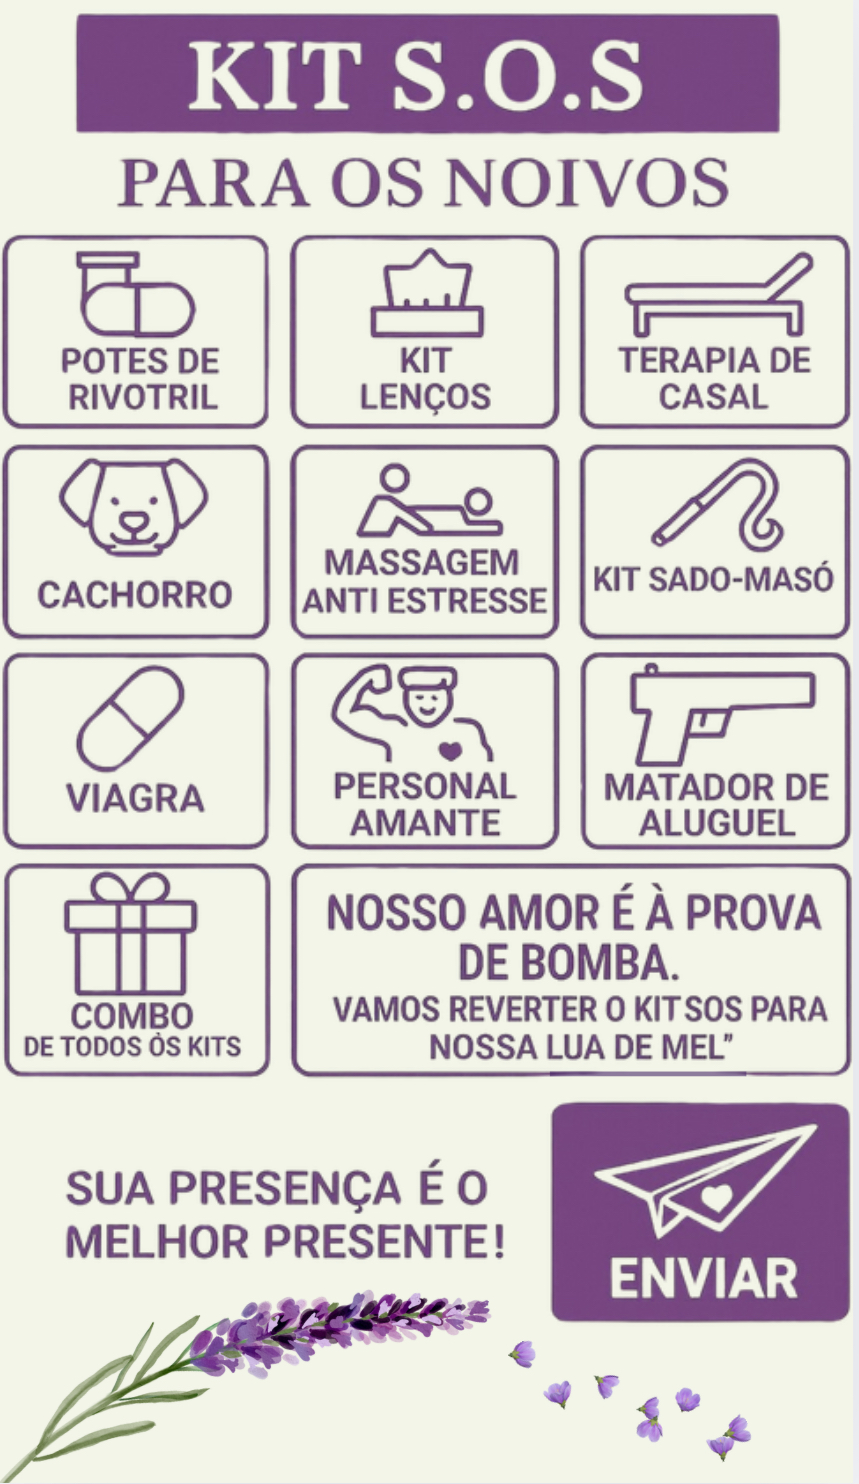 KIT S.O.S
PARA OS NOIVOS
POTES DE
RIVOTRIL
KIT
LENÇOS
TERAPIA DE
CASAL
CACHORRO
MASSAGEM
ANTI ESTRESSE
KIT SADO-MASÓ
VIAGRA
PERSONAL
AMANTE
MATADOR DE
ALUGUEL
COMBO
DE TODOS ÒS KITS
NOSSO AMOR É À PROVA
DE BOMBA.
VAMOS REVERTER O KIT SOS PARA
NOSSA LUA DE MEL”
SUA PRESENÇA É O
MELHOR PRESENTE!
ENVIAR